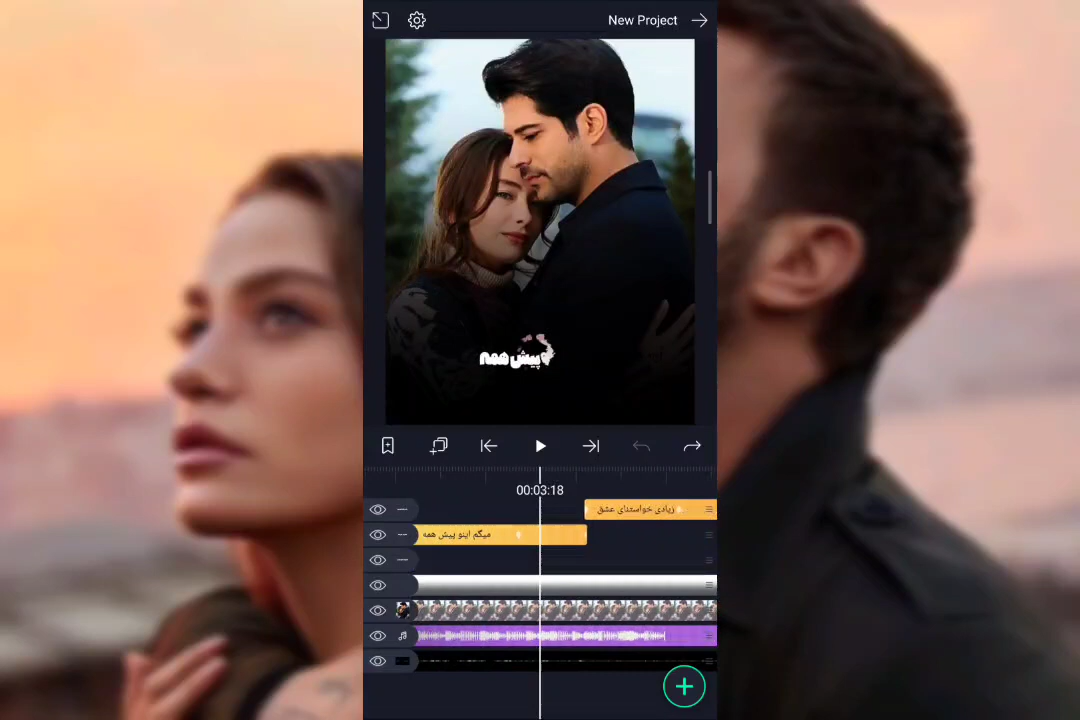 New Project
پیش همه
00:03:18
زیادی خواستنای عشق
میگم اینو پیش همه